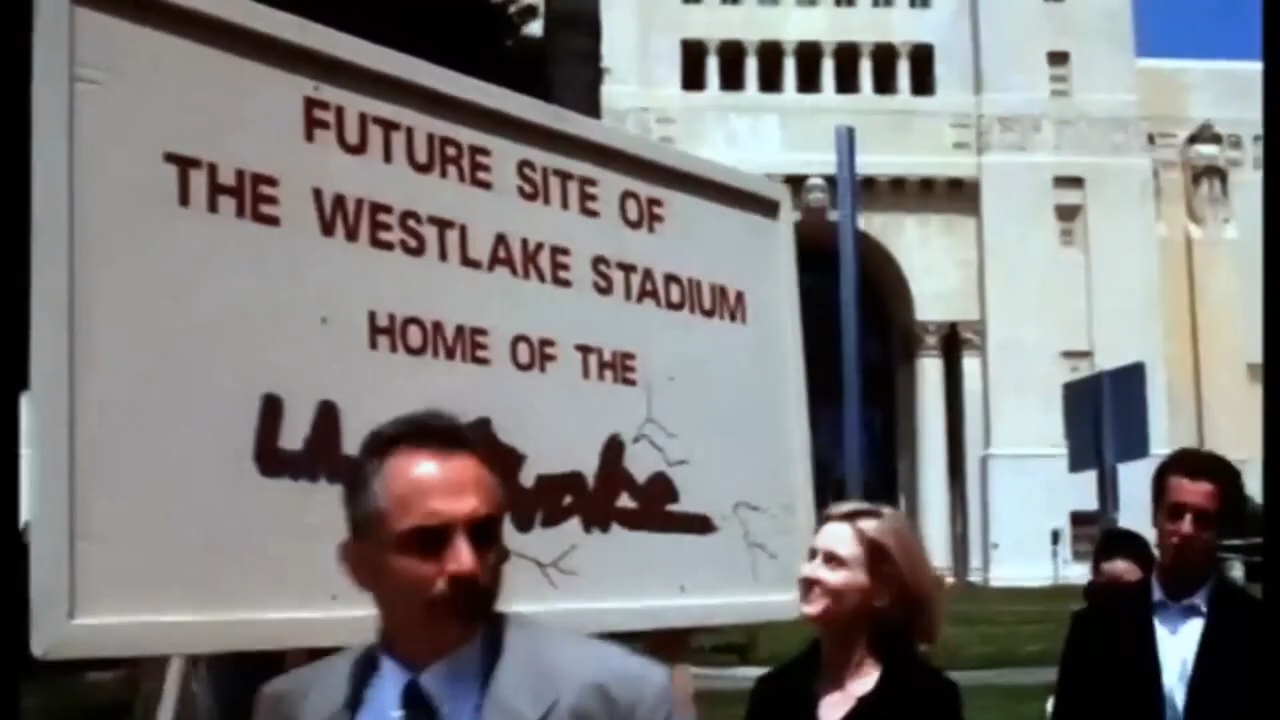 FUTURE SITE OF
THE WESTLAKE STADIUM
HOME OF THE
L.A.